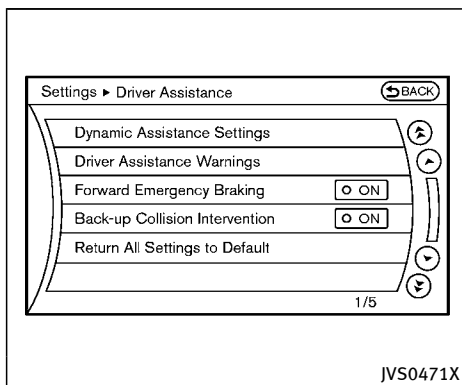 Settings ▶ Driver Assistance BACK
Dynamic Assistance Settings
Driver Assistance Warnings
Forward Emergency Braking ON
Back-up Collision Intervention ON
Return All Settings to Default
1/5
JVS0471X